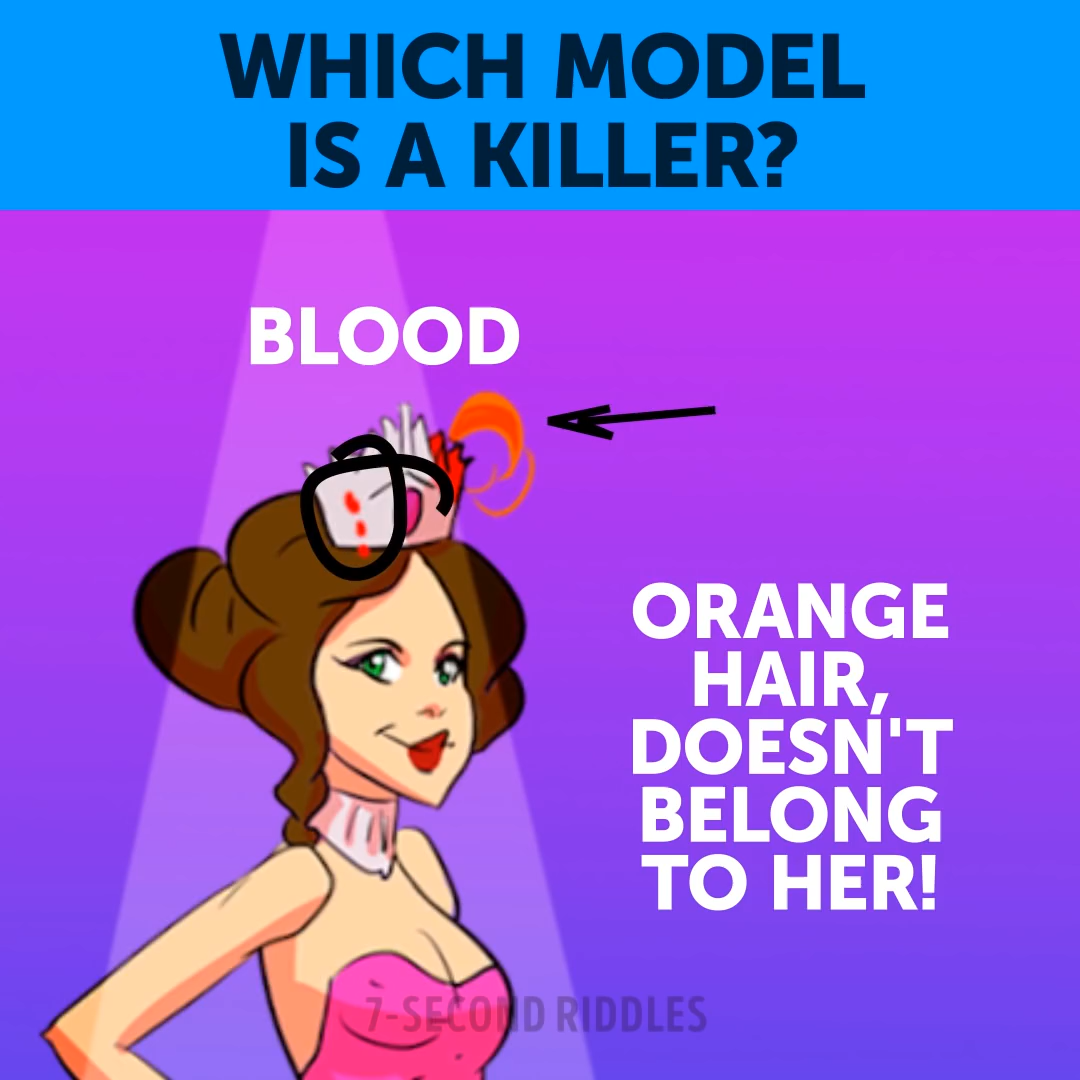 WHICH MODEL
IS A KILLER?
BLOOD
ORANGE
HAIR,
DOESN'T
BELONG
TO HER!
7-SECOND RIDDLES